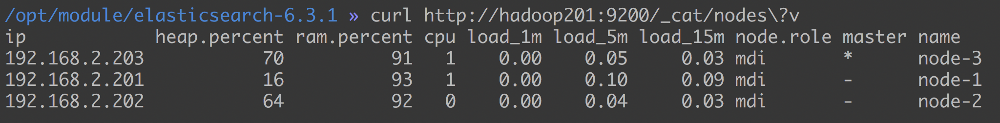 /opt/module/elasticsearch-6.3.1 » curl http://hadoop201:9200/_cat/nodes\?v
ip            heap.percent ram.percent cpu load_1m load_5m load_15m node.role master name
192.168.2.203           70          91   1    0.00    0.05     0.03 mdi       *      node-3
192.168.2.201           16          93   1    0.00    0.10     0.09 mdi       -      node-1
192.168.2.202           64          92   0    0.00    0.04     0.03 mdi       -      node-2